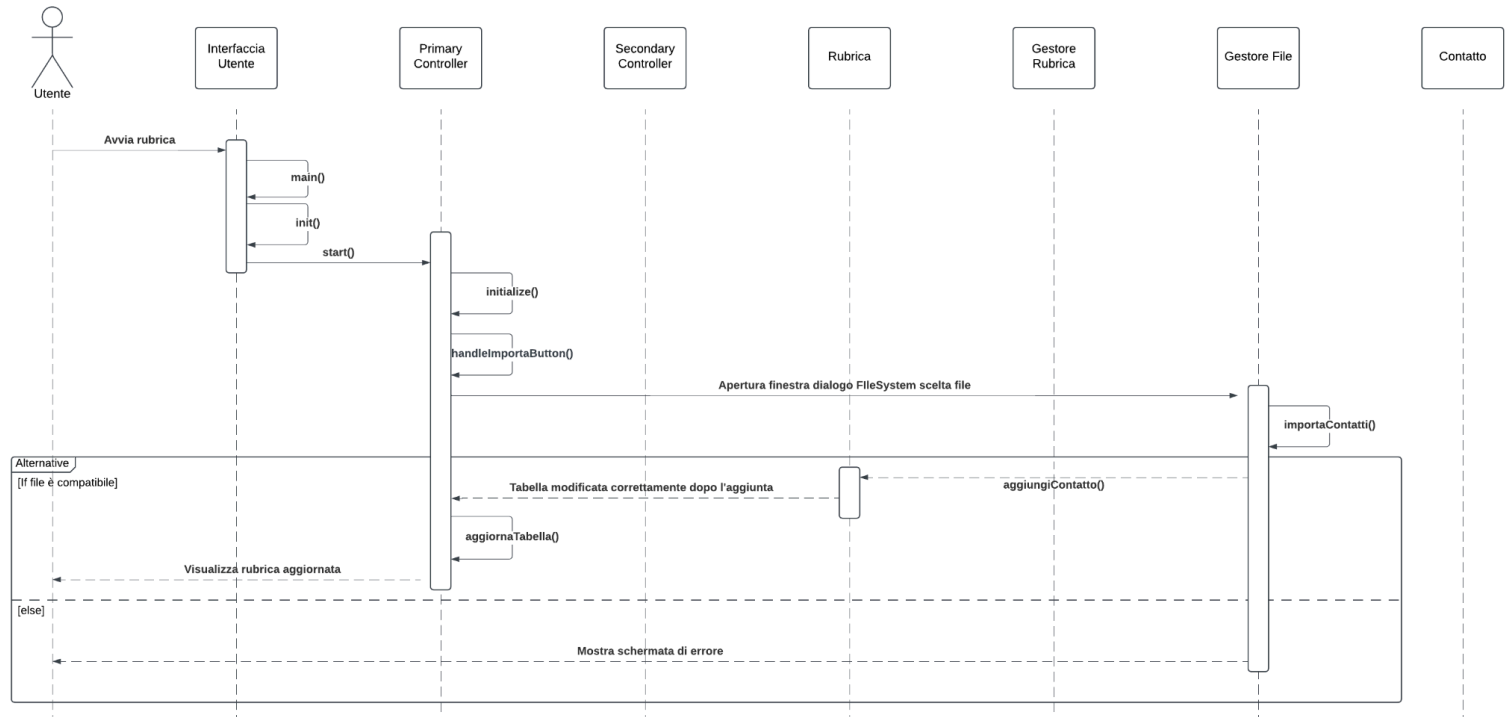 Interfaccia
Utente
Primary
Controller
Secondary
Controller
Rubrica
Gestore
Rubrica
Gestore File
Contatto
Utente
Avvia rubrica
main()
init()
start()
initialize()
handleImportaButton()
Apertura finestra dialogo FIleSystem scelta file
importaContatti()
Alternative
[If file è compatibile]
aggiungiContatto()
Tabella modificata correttamente dopo l'aggiunta
aggiornaTabella()
Visualizza rubrica aggiornata
[else]
Mostra schermata di errore